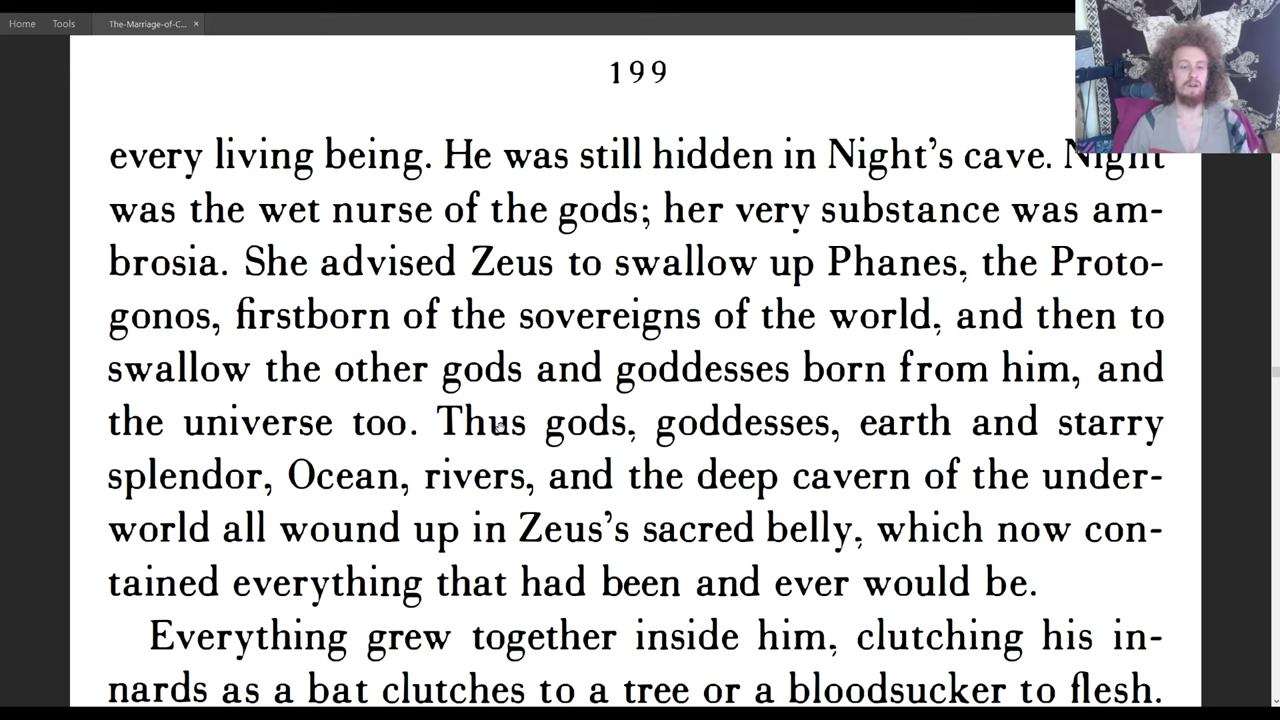 Home Tools The-Marriage-of-C... ×
199
every living being. He was still hidden in Night's cave. Night
was the wet nurse of the gods; her very substance was am-
brosia. She advised Zeus to swallow up Phanes, the Proto-
gonos, firstborn of the sovereigns of the world, and then to
swallow the other gods and goddesses born from him, and
the universe too. Thus gods, goddesses, earth and starry
splendor, Ocean, rivers, and the deep cavern of the under-
world all wound up in Zeus's sacred belly, which now con-
tained everything that had been and ever would be.
Everything grew together inside him, clutching his in-
nards as a bat clutches to a tree or a bloodsucker to flesh.